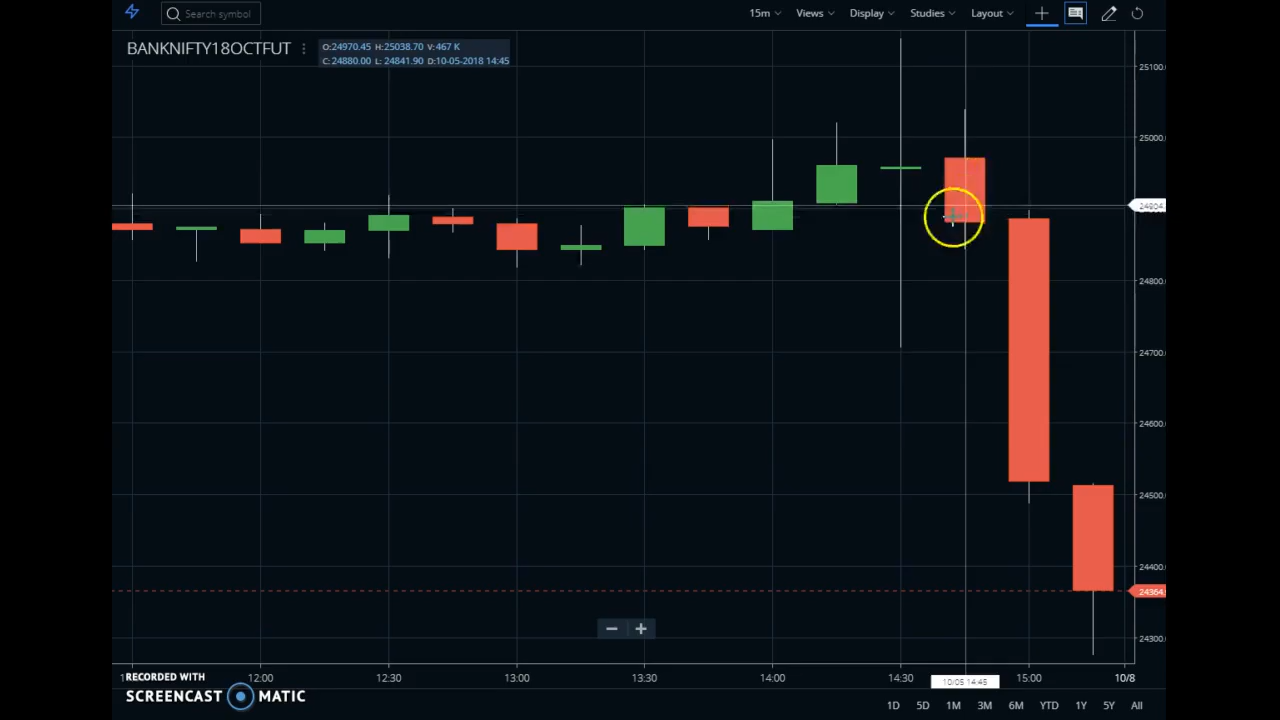 Search symbol 15m Views Display Studies Layout
BANKNIFTY18OCTFUT O:24970.45 H:25038.70 V:467 K
C:24880.00 L: 24841.90 D:10-05-2018 14:45
25100.
25000.
24904.
24800.
24700.
24600.
24500.
24400.
24364.
24300.
12:00 12:30 13:00 13:30 14:00 14:30 10/05 14:45 15:00 10/8
RECORDED WITH
SCREENCAST MATIC
1D 5D 1M 3M 6M YTD 1Y 5Y All